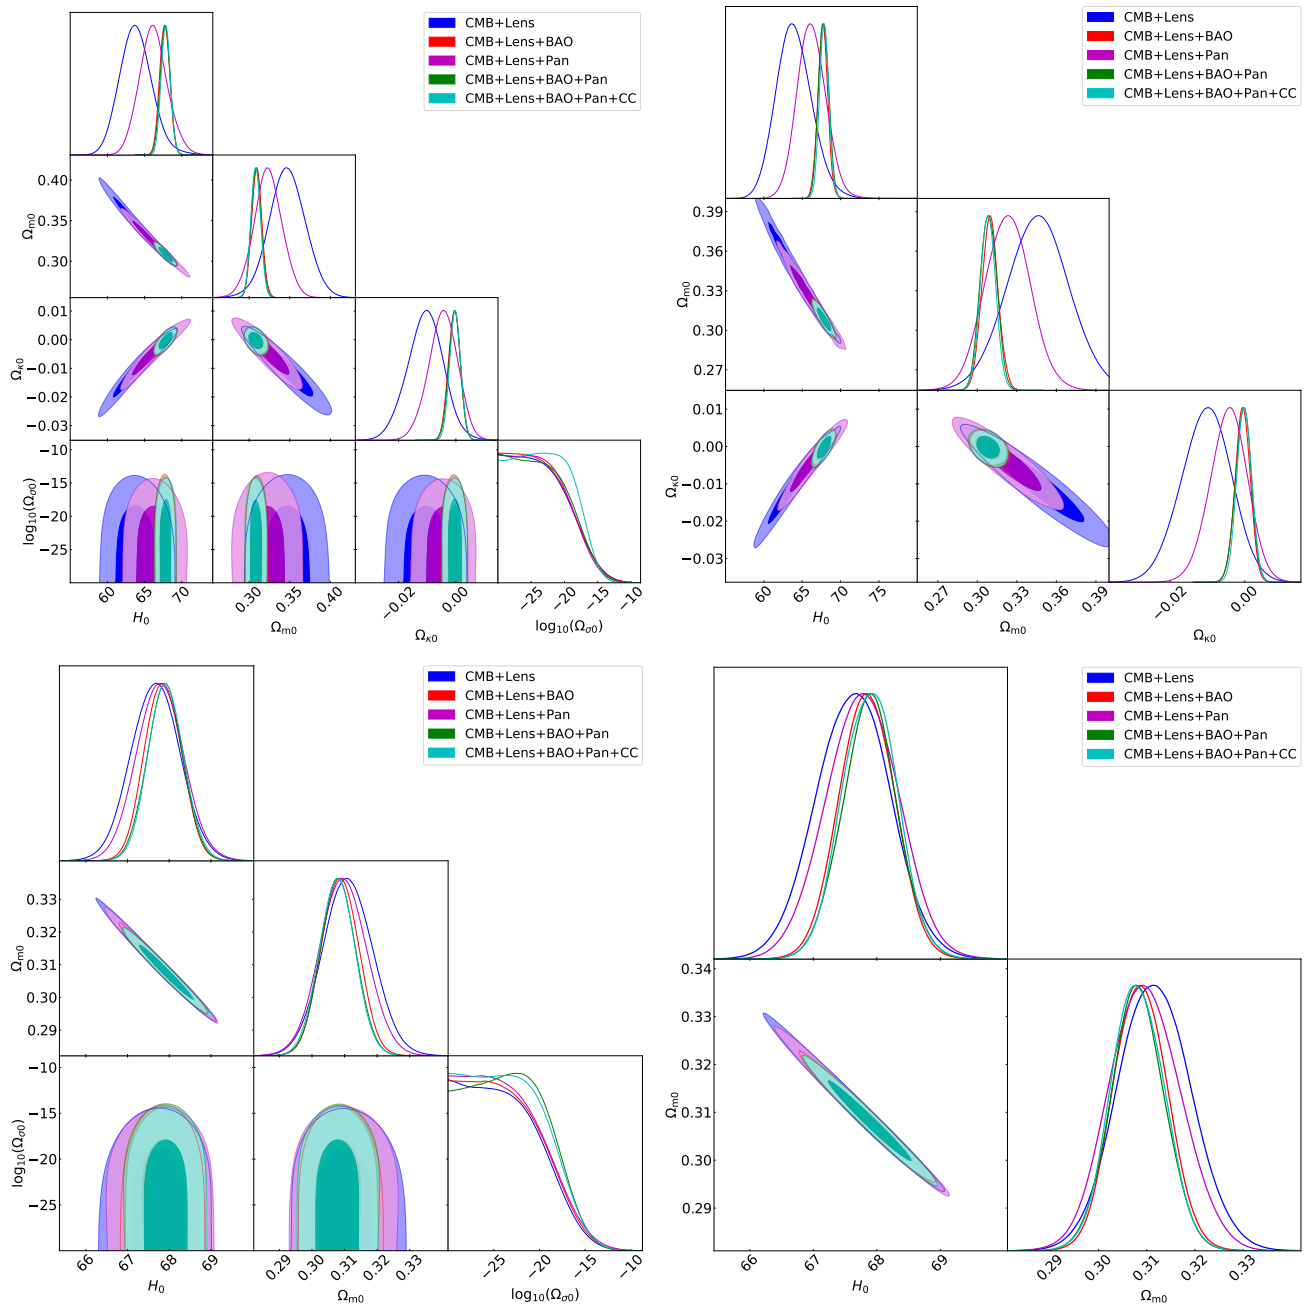 CMB+Lens
CMB+Lens+BAO
CMB+Lens+Pan
CMB+Lens+BAO+Pan
CMB+Lens+BAO+Pan+CC
0.40
0.35
0.30
Ωm0
0.01
0.00
−0.01
−0.02
−0.03
Ωκ0
−10
−15
−20
−25
log10(Ωσ0)
60 65 70
H0
0.30 0.35 0.40
Ωm0
−0.02 0.00
Ωκ0
−25 −20 −15 −10
log10(Ωσ0)
CMB+Lens
CMB+Lens+BAO
CMB+Lens+Pan
CMB+Lens+BAO+Pan
CMB+Lens+BAO+Pan+CC
0.39
0.36
0.33
0.30
0.27
Ωm0
0.01
0.00
−0.01
−0.02
−0.03
Ωκ0
60 65 70 75
H0
0.27 0.30 0.33 0.36 0.39
Ωm0
−0.02 0.00
Ωκ0
CMB+Lens
CMB+Lens+BAO
CMB+Lens+Pan
CMB+Lens+BAO+Pan
CMB+Lens+BAO+Pan+CC
0.33
0.32
0.31
0.30
0.29
Ωm0
−10
−15
−20
−25
log10(Ωσ0)
66 67 68 69
H0
0.29 0.30 0.31 0.32 0.33
Ωm0
−25 −20 −15 −10
log10(Ωσ0)
CMB+Lens
CMB+Lens+BAO
CMB+Lens+Pan
CMB+Lens+BAO+Pan
CMB+Lens+BAO+Pan+CC
0.34
0.33
0.32
0.31
0.30
0.29
Ωm0
66 67 68 69
H0
0.29 0.30 0.31 0.32 0.33
Ωm0